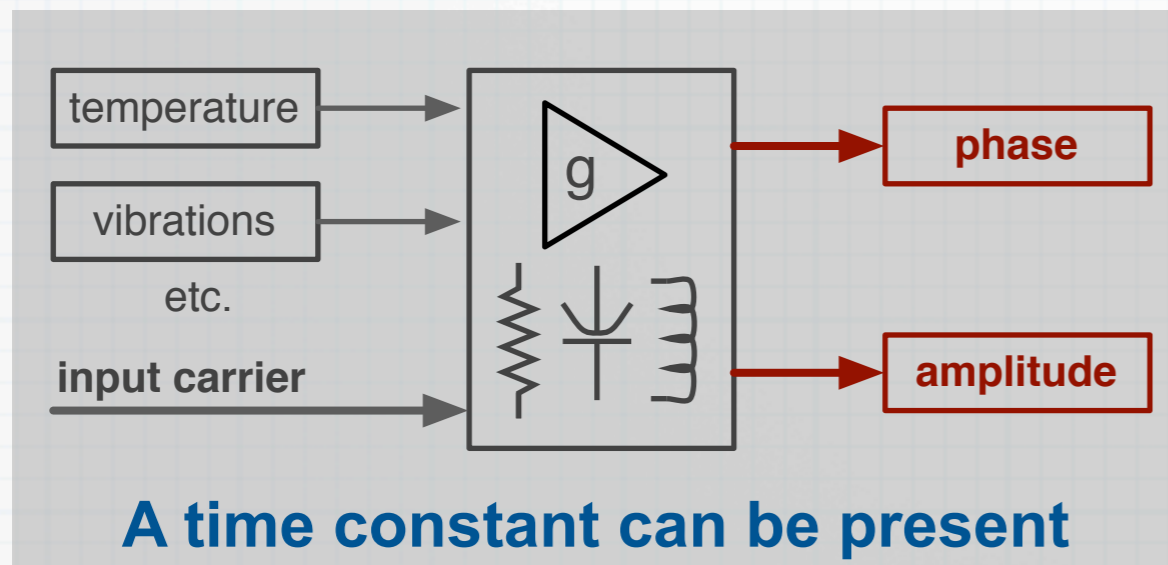 temperature
vibrations
etc.
input carrier
g
phase
amplitude
A time constant can be present